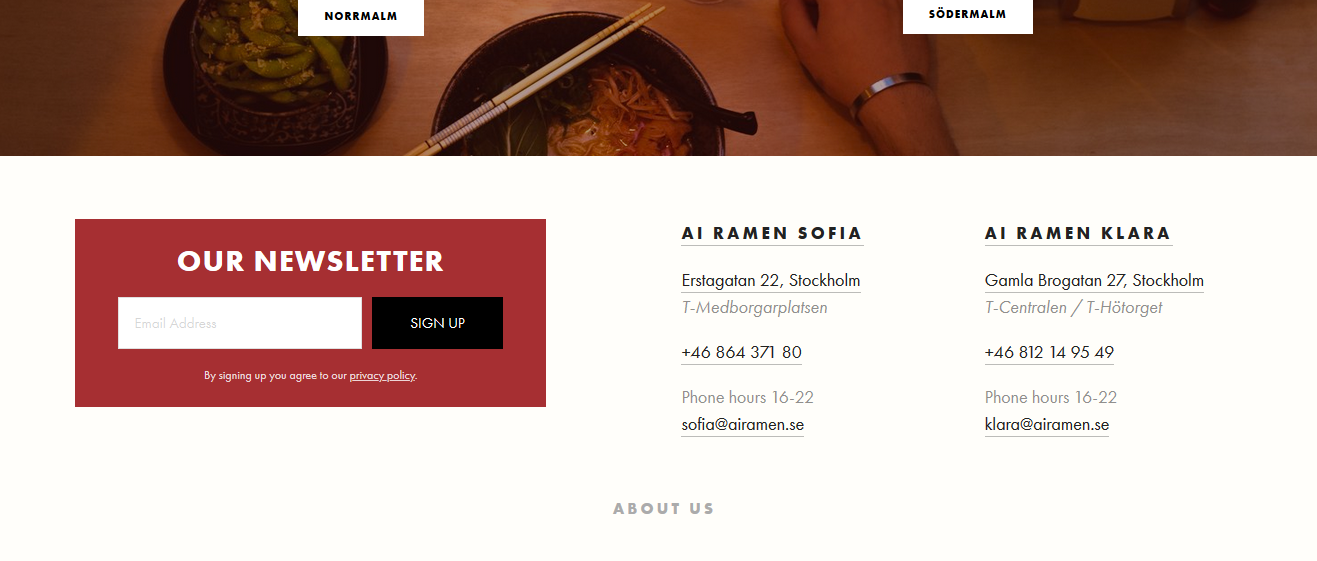 NORRMALM
SÖDERMALM
OUR NEWSLETTER
Email Address
SIGN UP
By signing up you agree to our privacy policy.
AI RAMEN SOFIA
Erstagatan 22, Stockholm
T-Medborgarplatsen
+46 864 371 80
Phone hours 16-22
sofia@airamen.se
AI RAMEN KLARA
Gamla Brogatan 27, Stockholm
T-Centralen / T-Hötorget
+46 812 14 95 49
Phone hours 16-22
klara@airamen.se
ABOUT US